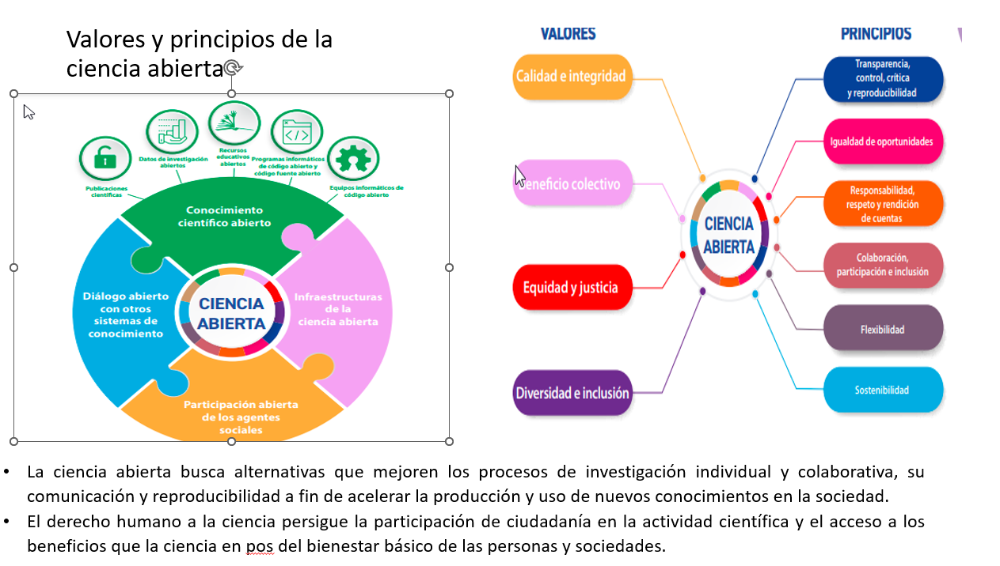 Valores y principios de la
ciencia abierta
Publicaciones
científicas
Datos de investigación
abiertos
Recursos
educativos
abiertos
Programas informáticos
de código abierto y
código fuente abierto
Equipos informáticos de
código abierto
Conocimiento
científico abierto
Diálogo abierto
con otros
sistemas de
conocimiento
CIENCIA
ABIERTA
Infraestructuras
de la
ciencia abierta
Participación abierta
de los agentes
sociales
VALORES
Calidad e integridad
Beneficio colectivo
Equidad y justicia
Diversidad e inclusión
CIENCIA
ABIERTA
PRINCIPIOS
Transparencia,
control, crítica
y reproducibilidad
Igualdad de oportunidades
Responsabilidad,
respeto y rendición
de cuentas
Colaboración,
participación e inclusión
Flexibilidad
Sostenibilidad
• La ciencia abierta busca alternativas que mejoren los procesos de investigación individual y colaborativa, su
comunicación y reproducibilidad a fin de acelerar la producción y uso de nuevos conocimientos en la sociedad.
• El derecho humano a la ciencia persigue la participación de ciudadanía en la actividad científica y el acceso a los
beneficios que la ciencia en pos del bienestar básico de las personas y sociedades.